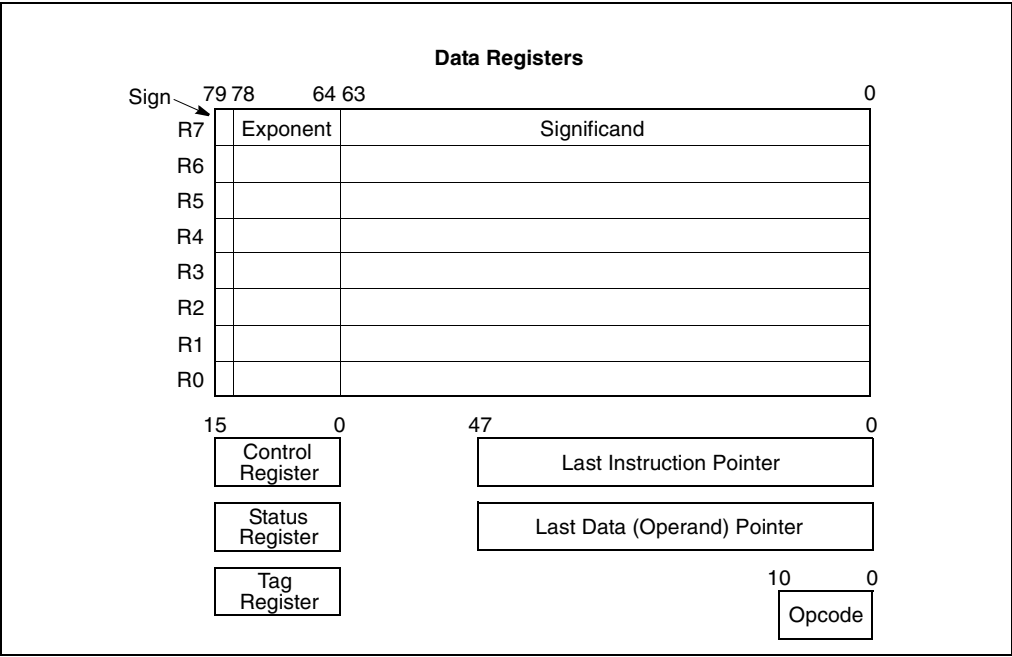 Data Registers
Sign 79 78 64 63 0
R7 Exponent Significand
R6
R5
R4
R3
R2
R1
R0
15 0 47 0
Control
Register
Last Instruction Pointer
Status
Register
Last Data (Operand) Pointer
Tag
Register
10 0
Opcode